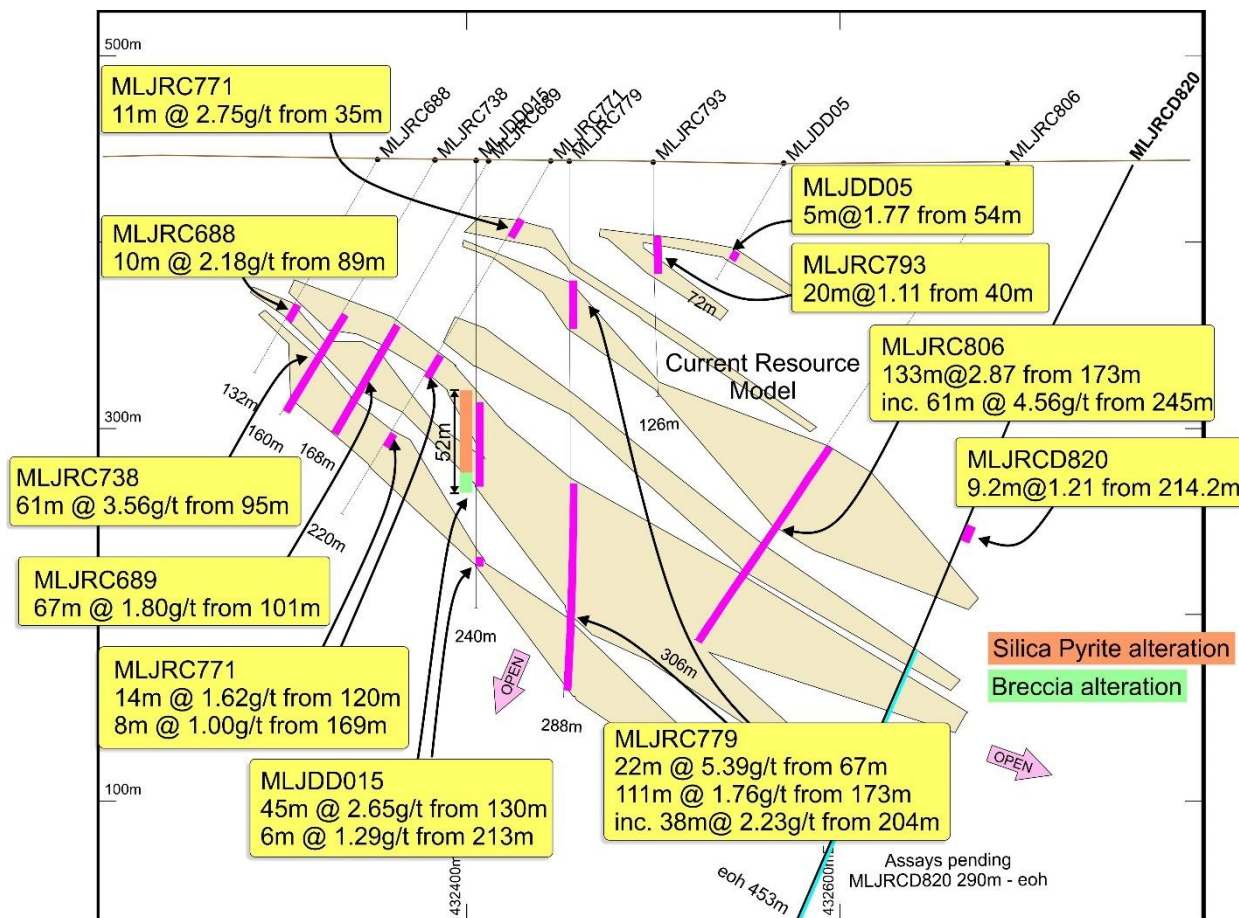 500m
300m
100m
MLJRC688
MLJRC738
MLJDD015
MLJRC689
MLJRC771
MLJRC779
MLJRC793
MLJDD05
MLJRC806
MLJRCD820
MLJRC771
11m @ 2.75g/t from 35m
MLJRC688
10m @ 2.18g/t from 89m
MLJDD05
5m@1.77 from 54m
MLJRC793
20m@1.11 from 40m
72m
Current Resource
Model
MLJRC806
133m@2.87 from 173m
inc. 61m @ 4.56g/t from 245m
132m
160m
168m
126m
52m
MLJRC738
61m @ 3.56g/t from 95m
MLJRCD820
9.2m@1.21 from 214.2m
220m
MLJRC689
67m @ 1.80g/t from 101m
240m
306m
Silica Pyrite alteration
Breccia alteration
MLJRC771
14m @ 1.62g/t from 120m
8m @ 1.00g/t from 169m
OPEN
288m
MLJRC779
22m @ 5.39g/t from 67m
111m @ 1.76g/t from 173m
inc. 38m@ 2.23g/t from 204m
OPEN
MLJDD015
45m @ 2.65g/t from 130m
6m @ 1.29g/t from 213m
Assays pending
MLJRCD820 290m - eoh
eoh 453m
432400m